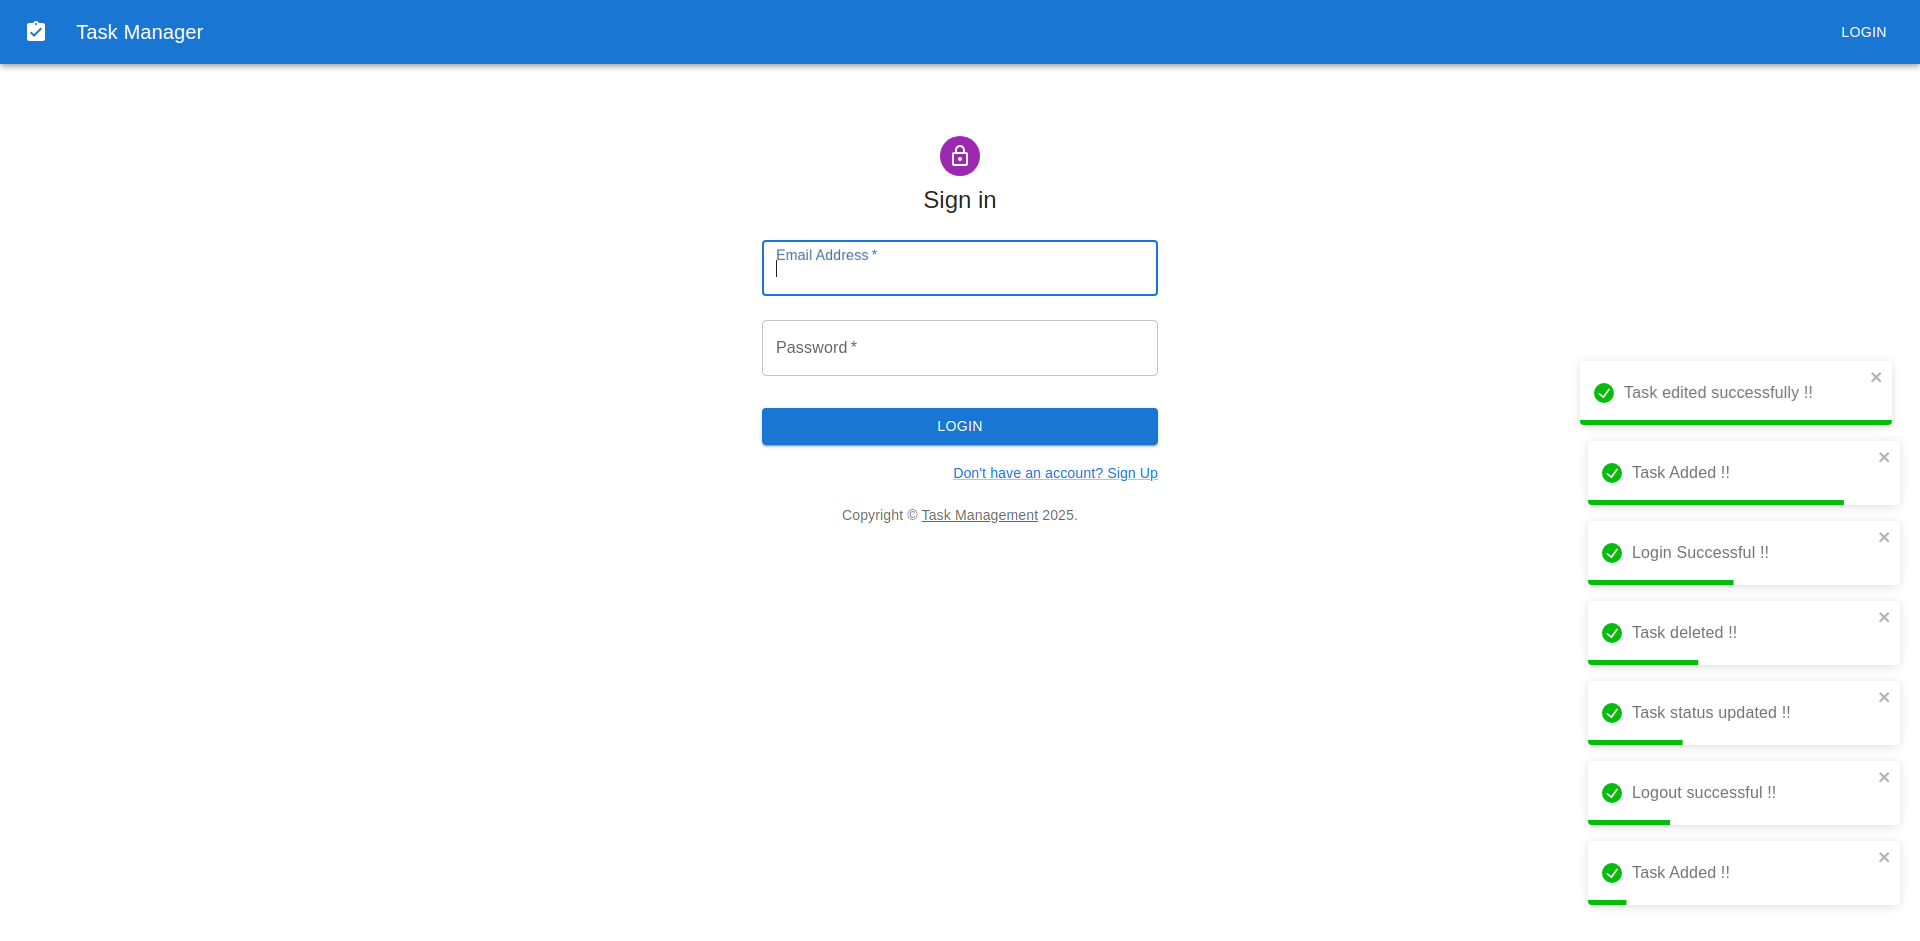 Task Manager
LOGIN
Sign in
Email Address *
Password *
LOGIN
Don't have an account? Sign Up
Copyright © Task Management 2025.
Task edited successfully !!
Task Added !!
Login Successful !!
Task deleted !!
Task status updated !!
Logout successful !!
Task Added !!